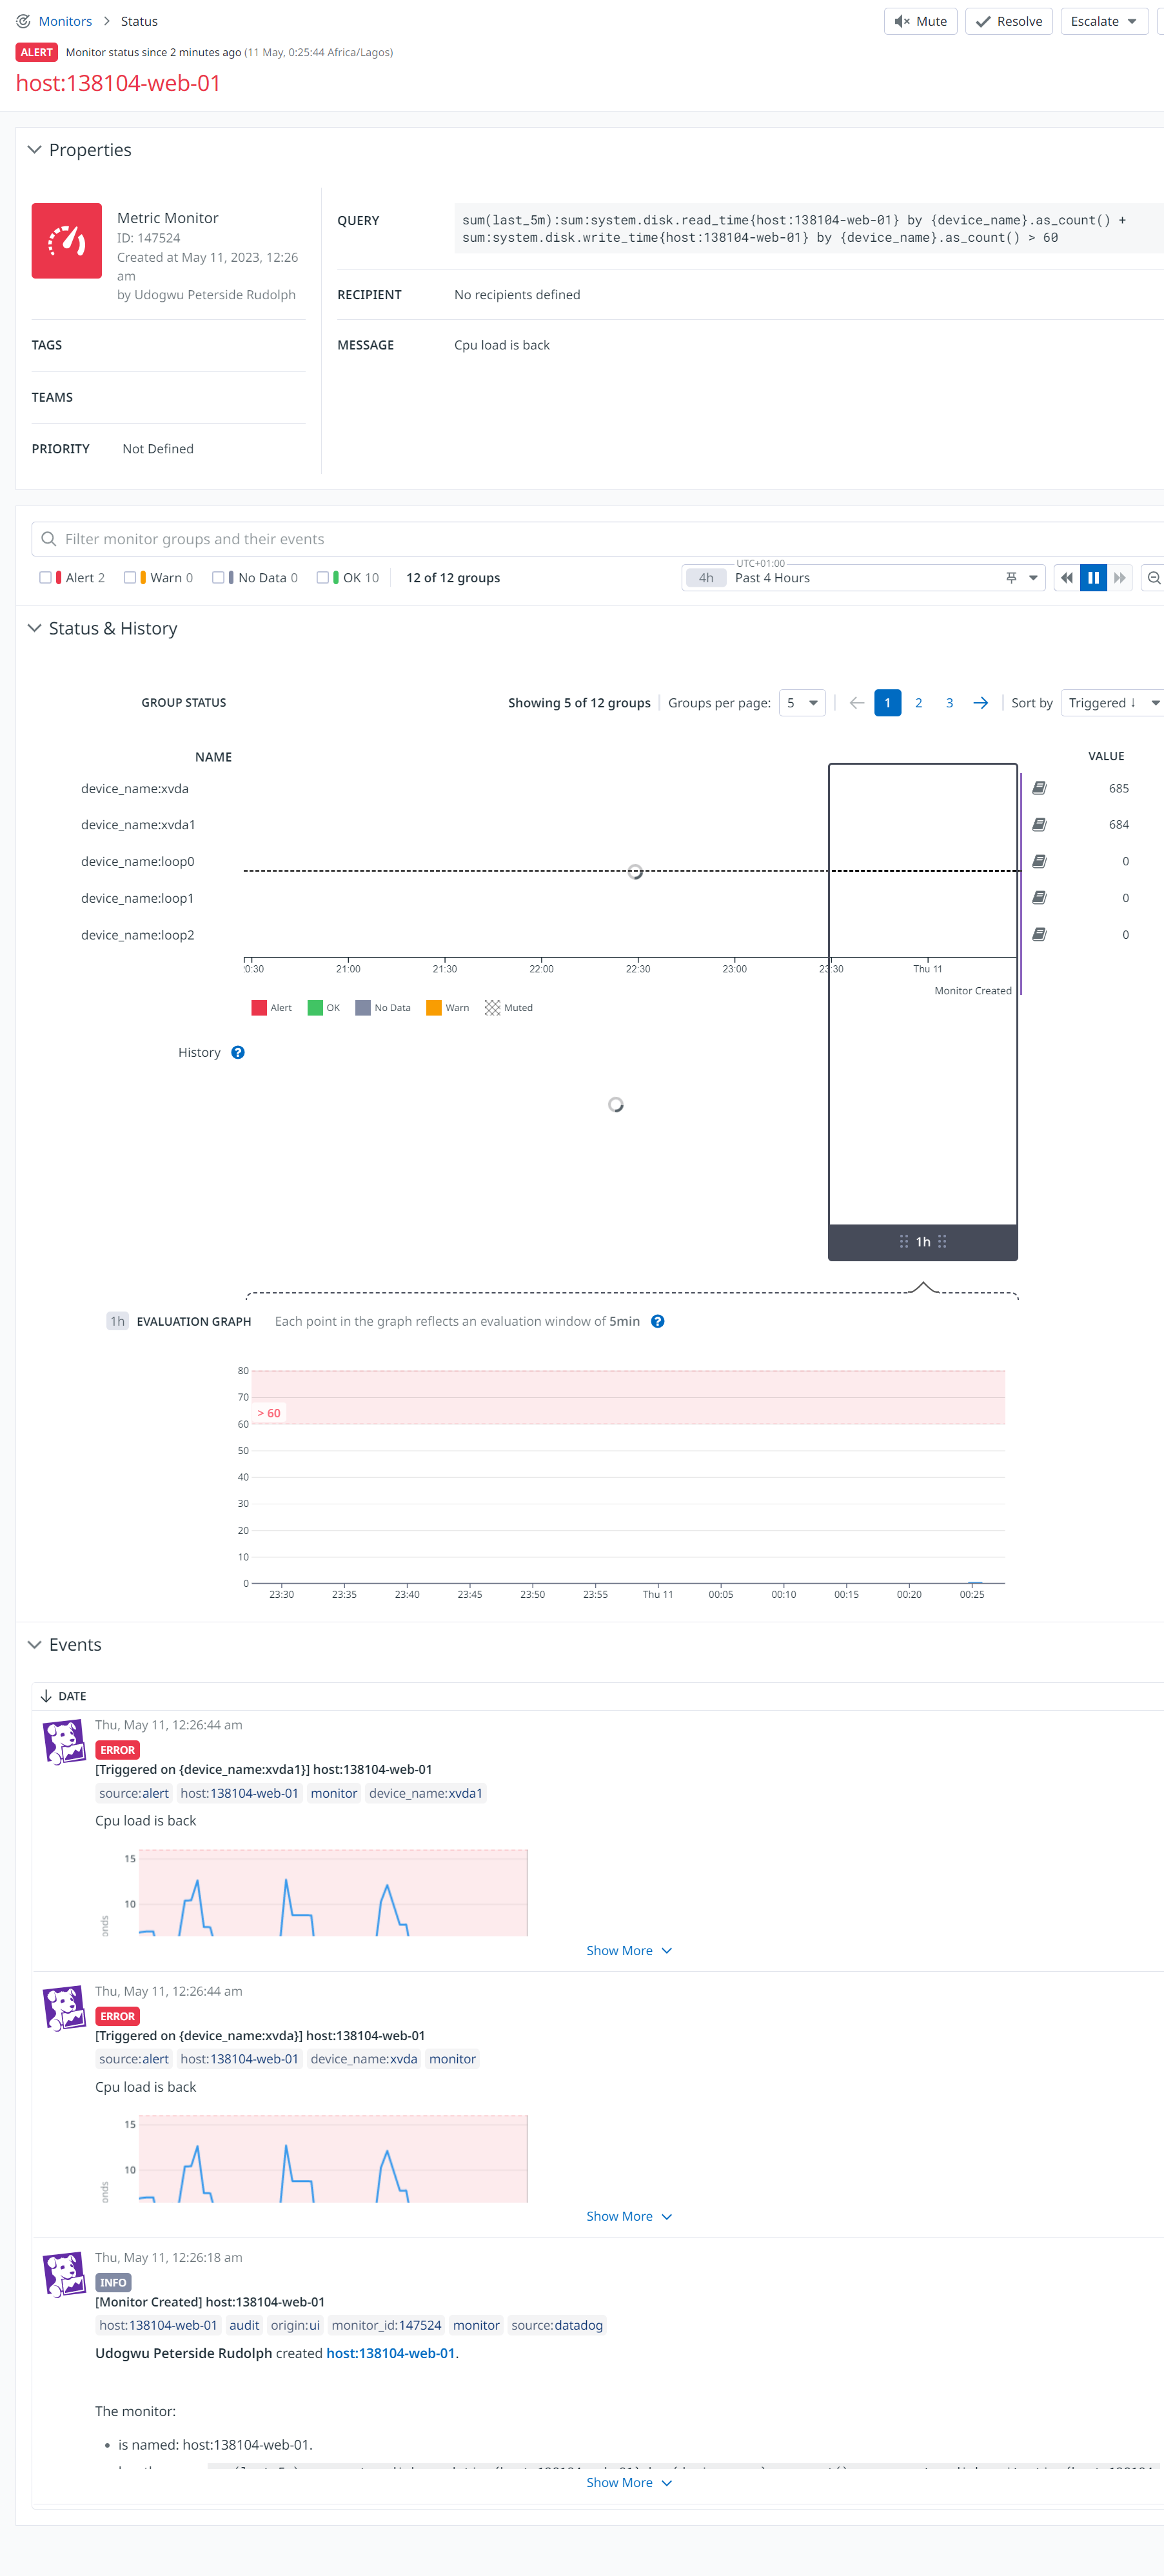 Monitors > Status
Mute Resolve Escalate
ALERT Monitor status since 2 minutes ago (11 May, 0:25:44 Africa/Lagos)
host:138104-web-01
Properties
Metric Monitor
ID: 147524
Created at May 11, 2023, 12:26
am
by Udogwu Peterside Rudolph
TAGS
TEAMS
PRIORITY Not Defined
QUERY
sum(last_5m):sum:system.disk.read_time{host:138104-web-01} by {device_name}.as_count() +
sum:system.disk.write_time{host:138104-web-01} by {device_name}.as_count() > 60
RECIPIENT No recipients defined
MESSAGE Cpu load is back
Filter monitor groups and their events
Alert 2 Warn 0 No Data 0 OK 10 12 of 12 groups
UTC+01:00
4h Past 4 Hours
Status & History
GROUP STATUS Showing 5 of 12 groups Groups per page: 5 1 2 3 Sort by Triggered ↓
NAME VALUE
device_name:xvda 685
device_name:xvda1 684
device_name:loop0 0
device_name:loop1 0
device_name:loop2 0
:0:30 21:00 21:30 22:00 22:30 23:00 23:30 Thu 11
Monitor Created
Alert OK No Data Warn Muted
History ?
1h
1h EVALUATION GRAPH Each point in the graph reflects an evaluation window of 5min ?
80
70
> 60
60
50
40
30
20
10
0
23:30 23:35 23:40 23:45 23:50 23:55 Thu 11 00:05 00:10 00:15 00:20 00:25
Events
↓ DATE
Thu, May 11, 12:26:44 am
ERROR
[Triggered on {device_name:xvda1}] host:138104-web-01
source:alert host:138104-web-01 monitor device_name:xvda1
Cpu load is back
15
10
onds
Show More
Thu, May 11, 12:26:44 am
ERROR
[Triggered on {device_name:xvda}] host:138104-web-01
source:alert host:138104-web-01 device_name:xvda monitor
Cpu load is back
15
10
onds
Show More
Thu, May 11, 12:26:18 am
INFO
[Monitor Created] host:138104-web-01
host:138104-web-01 audit origin:ui monitor_id:147524 monitor source:datadog
Udogwu Peterside Rudolph created host:138104-web-01.
The monitor:
• is named: host:138104-web-01.
Show More